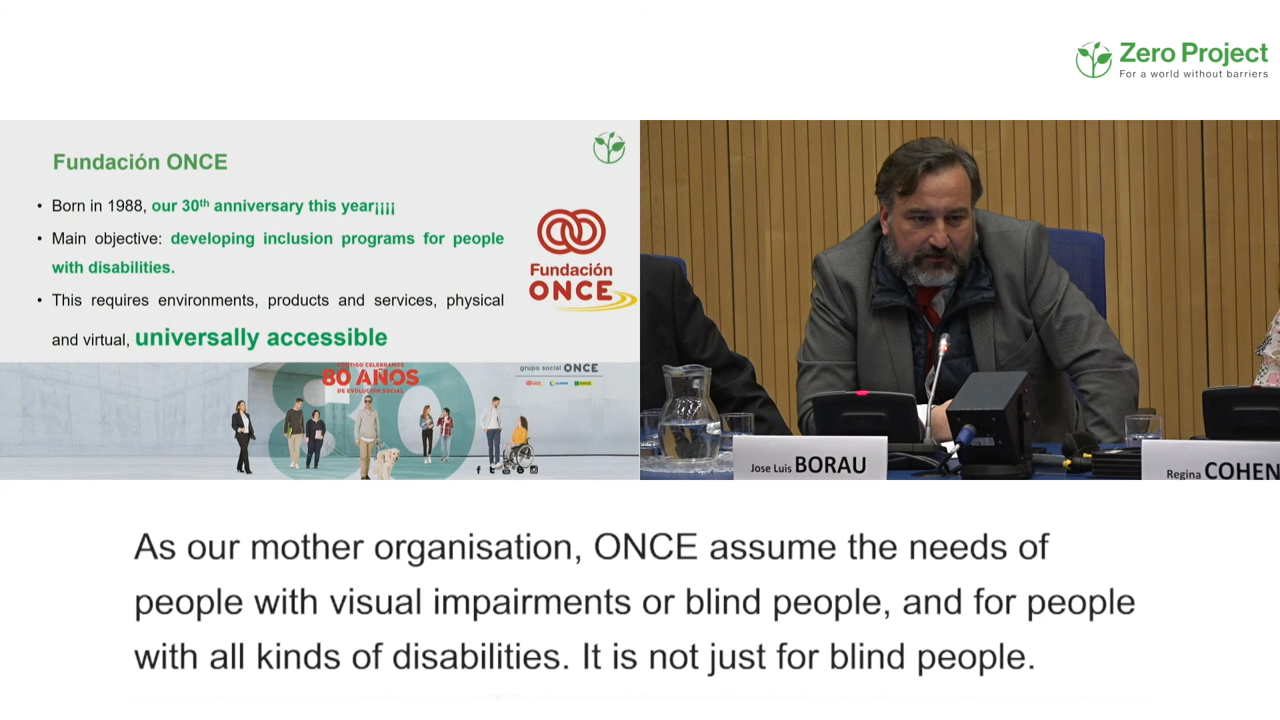 Zero Project
For a world without barriers
Fundación ONCE
• Born in 1988, our 30th anniversary this year¡¡¡¡
• Main objective: developing inclusion programs for people
with disabilities.
• This requires environments, products and services, physical
and virtual, universally accessible
Fundación
ONCE
80 AÑOS
DE EVOLUCIÓN SOCIAL
grupo social ONCE
Jose Luis BORAU
Regina COHEN
As our mother organisation, ONCE assume the needs of
people with visual impairments or blind people, and for people
with all kinds of disabilities. It is not just for blind people.